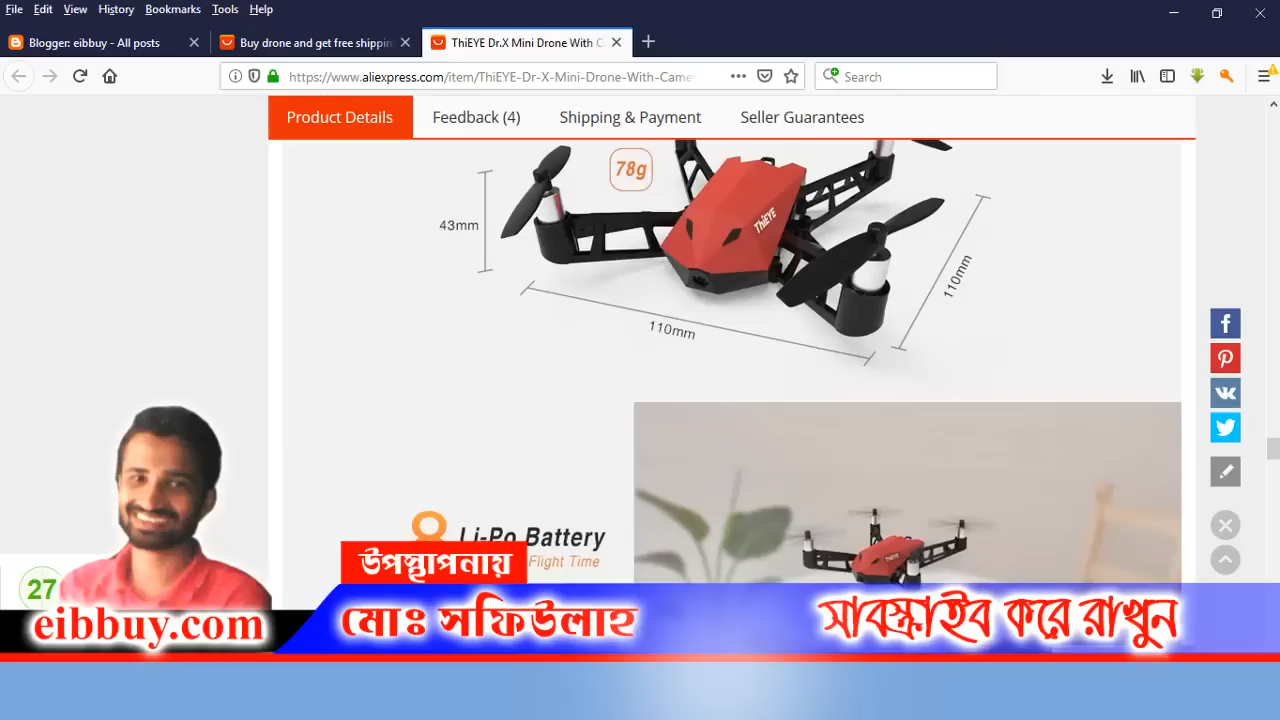 File Edit View History Bookmarks Tools Help
Blogger: eibbuy - All posts
Buy drone and get free shippin
ThiEYE Dr.X Mini Drone With C
https://www.aliexpress.com/item/ThiEYE-Dr-X-Mini-Drone-With-Came
Search
Product Details Feedback (4) Shipping & Payment Seller Guarantees
78g
43mm
ThiEYE
110mm
110mm
Li-Po Battery
Flight Time
ThiEYE
27
উপস্থাপনায়
eibbuy.com
মোঃ সফিউলাহ
সাবস্ক্রাইব করে রাখুন